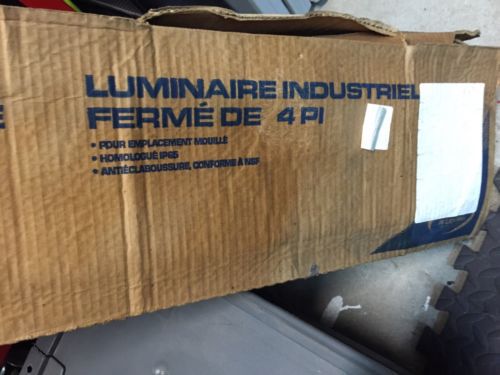 LUMINAIRE INDUSTRIEL
FERMÉ DE 4 PI
• POUR EMPLACEMENT MOUILLÉ
• HOMOLOGUÉ IP65
• ANTIÉCLABOUSSURE, CONFORME À NSF